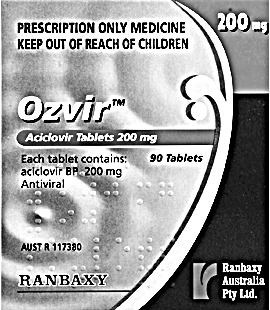 PRESCRIPTION ONLY MEDICINE
KEEP OUT OF REACH OF CHILDREN
200 mg
Ozvir™
Aciclovir Tablets 200 mg
Each tablet contains:
aciclovir BP 200 mg
Antiviral
90 Tablets
AUST R 117380
RANBAXY
Ranbaxy
Australia
Pty Ltd.